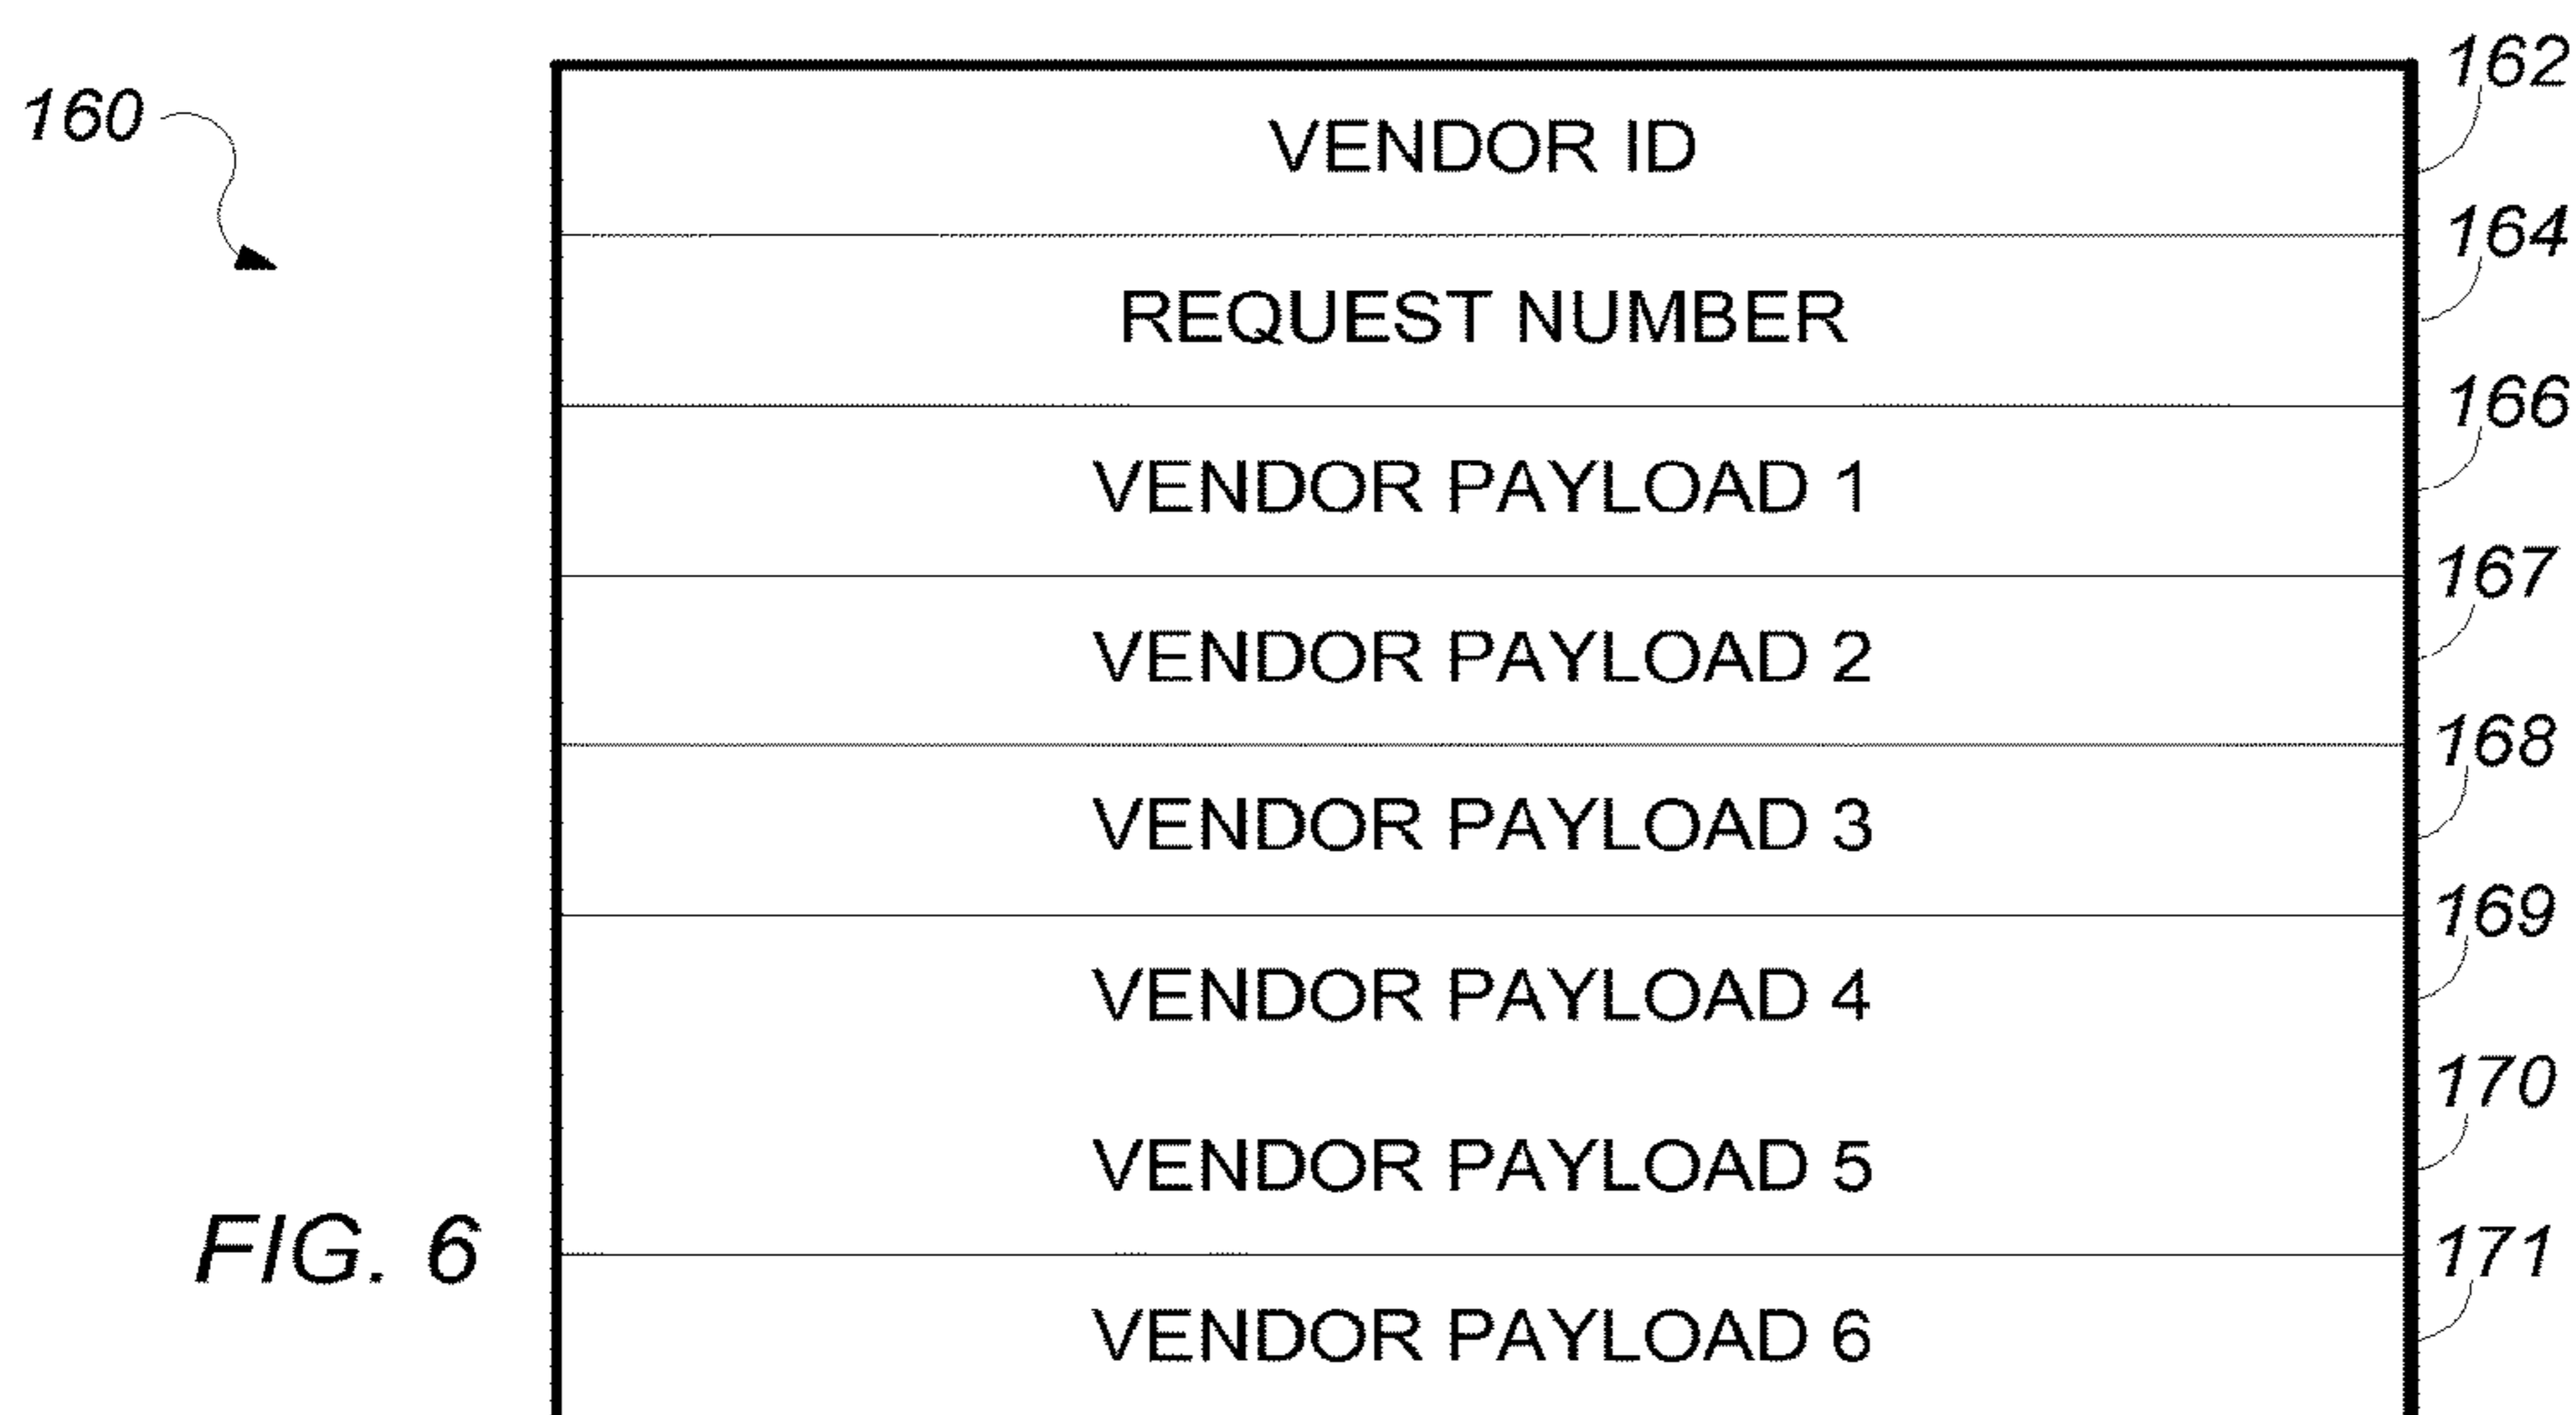 162
160
VENDOR ID
164
REQUEST NUMBER
166
VENDOR PAYLOAD 1
167
VENDOR PAYLOAD 2
168
VENDOR PAYLOAD 3
169
VENDOR PAYLOAD 4
170
VENDOR PAYLOAD 5
FIG. 6
171
VENDOR PAYLOAD 6